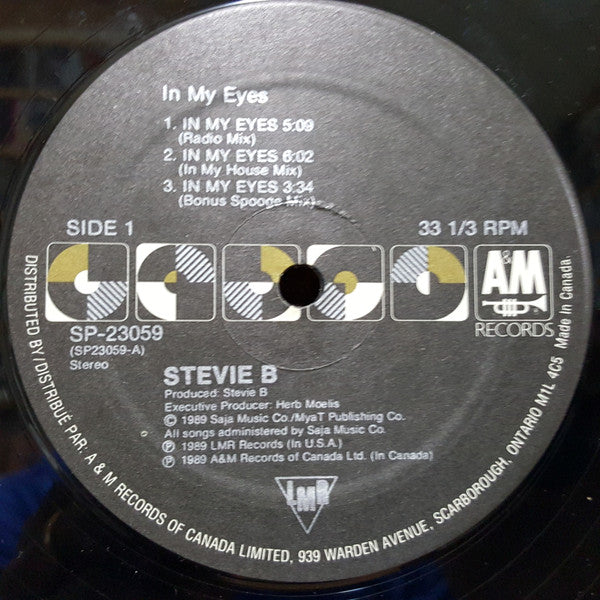 In My Eyes
1. IN MY EYES 5:09
(Radio Mix)
2. IN MY EYES 6:02
(In My House Mix)
3. IN MY EYES 3:34
(Bonus Spooge Mix)
SIDE 1
33 1/3 RPM
A&M
RECORDS
SP-23059
(SP23059-A)
Stereo
STEVIE B
Produced: Stevie B
Executive Producer: Herb Moelis
© 1989 Saja Music Co./MyaT Publishing Co.
All songs administered by Saja Music Co.
℗ 1989 LMR Records (In U.S.A.)
℗ 1989 A&M Records of Canada Ltd. (In Canada)
LMR
DISTRIBUTED BY/DISTRIBUÉ PAR. A & M RECORDS OF CANADA LIMITED, 939 WARDEN AVENUE, SCARBOROUGH, ONTARIO M1L 4C5 Made In Canada.